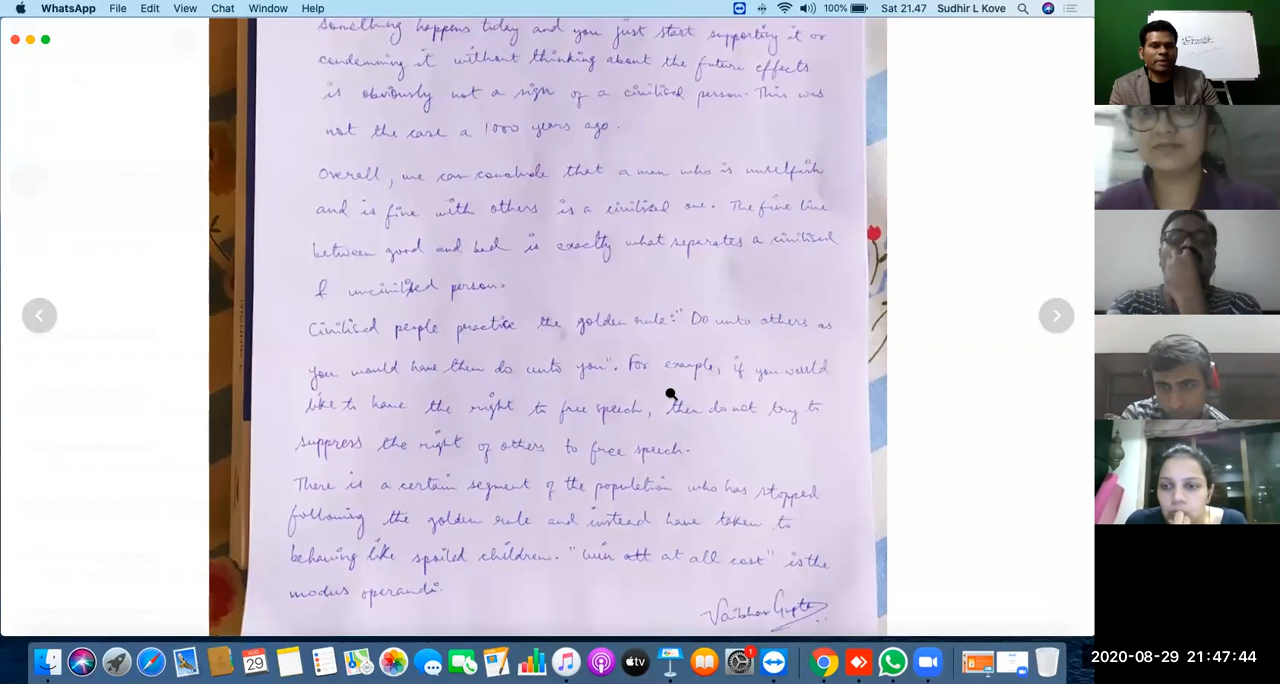 WhatsApp File Edit View Chat Window Help 100% Sat 21.47 Sudhir L Kove
something happens today and you just start supporting it or
condemning it without thinking about the future effects
is obviously not a sign of a civilised person. This was
not the case a 1000 years ago.
Overall, we can conclude that a man who is unselfish
and is fine with others is a civilised one. The fine line
between good and bad is exactly what separates a civilised
& uncivilised person.
Civilised people practice the golden rule:" Do unto others as
you would have them do unto you". For example, if you would
like to have the right to free speech, then do not try to
suppress the right of others to free speech.
There is a certain segment of the population who has stopped
following the golden rule and instead have taken to
behaving like spoiled children. "Win at all cost" is the
modus operandi.
Vaibhav Gupta
AUG
29
tv
1
2020-08-29 21:47:44